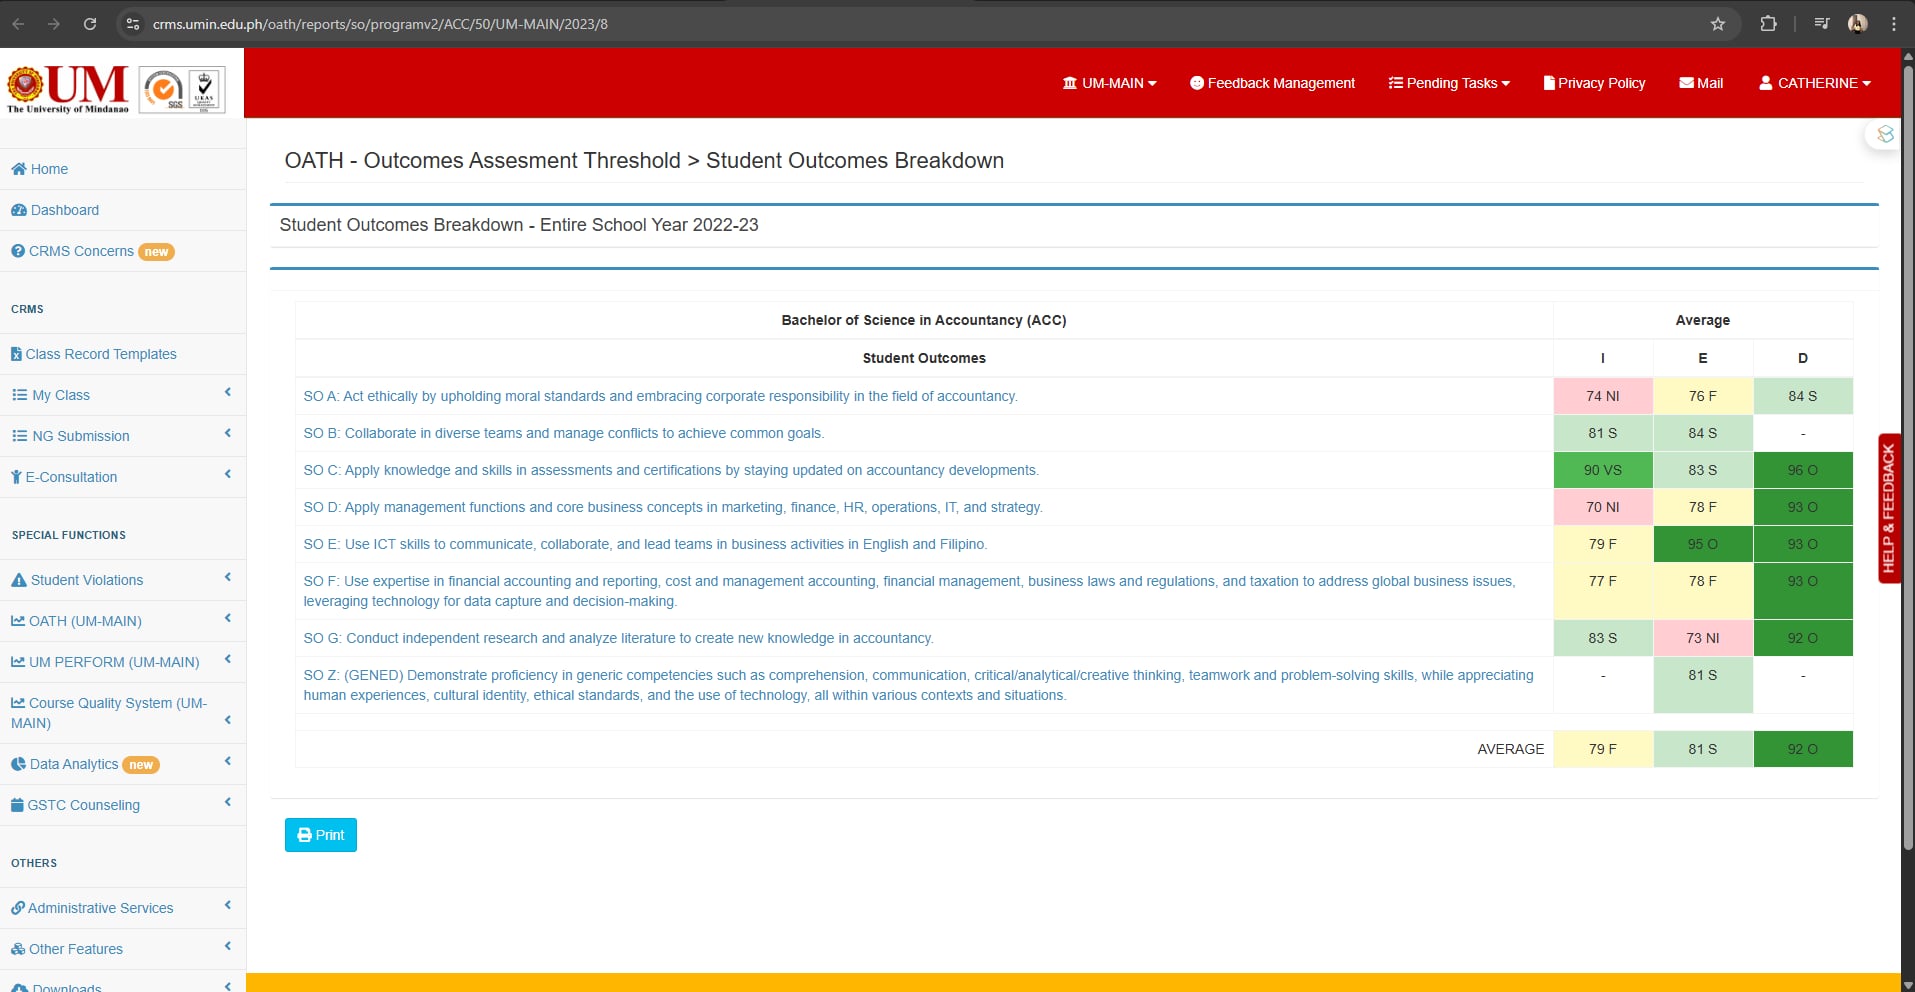 crms.umin.edu.ph/oath/reports/so/programv2/ACC/50/UM-MAIN/2023/8
UM
The University of Mindanao
SGS
UKAS
UM-MAIN
Feedback Management
Pending Tasks
Privacy Policy
Mail
CATHERINE
Home
Dashboard
CRMS Concerns new
CRMS
Class Record Templates
My Class
NG Submission
E-Consultation
SPECIAL FUNCTIONS
Student Violations
OATH (UM-MAIN)
UM PERFORM (UM-MAIN)
Course Quality System (UM-
MAIN)
Data Analytics new
GSTC Counseling
OTHERS
Administrative Services
Other Features
Downloads
OATH - Outcomes Assesment Threshold > Student Outcomes Breakdown
Student Outcomes Breakdown - Entire School Year 2022-23
Bachelor of Science in Accountancy (ACC) Average
Student Outcomes I E D
SO A: Act ethically by upholding moral standards and embracing corporate responsibility in the field of accountancy. 74 NI 76 F 84 S
SO B: Collaborate in diverse teams and manage conflicts to achieve common goals. 81 S 84 S -
SO C: Apply knowledge and skills in assessments and certifications by staying updated on accountancy developments. 90 VS 83 S 96 O
SO D: Apply management functions and core business concepts in marketing, finance, HR, operations, IT, and strategy. 70 NI 78 F 93 O
SO E: Use ICT skills to communicate, collaborate, and lead teams in business activities in English and Filipino. 79 F 95 O 93 O
SO F: Use expertise in financial accounting and reporting, cost and management accounting, financial management, business laws and regulations, and taxation to address global business issues, 77 F 78 F 93 O
leveraging technology for data capture and decision-making.
SO G: Conduct independent research and analyze literature to create new knowledge in accountancy. 83 S 73 NI 92 O
SO Z: (GENED) Demonstrate proficiency in generic competencies such as comprehension, communication, critical/analytical/creative thinking, teamwork and problem-solving skills, while appreciating - 81 S -
human experiences, cultural identity, ethical standards, and the use of technology, all within various contexts and situations.
AVERAGE 79 F 81 S 92 O
Print
HELP & FEEDBACK